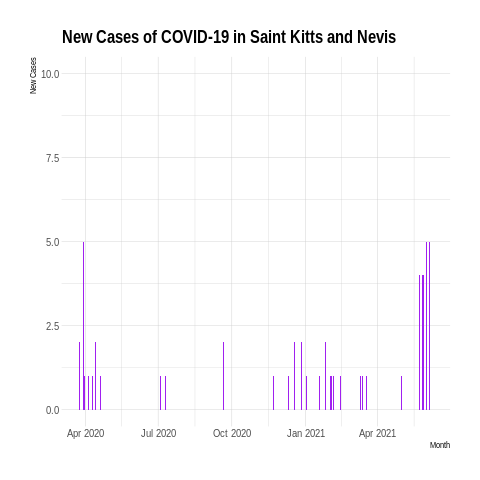 New Cases of COVID-19 in Saint Kitts and Nevis
New Cases
10.0
7.5
5.0
2.5
0.0
Apr 2020 Jul 2020 Oct 2020 Jan 2021 Apr 2021
Month